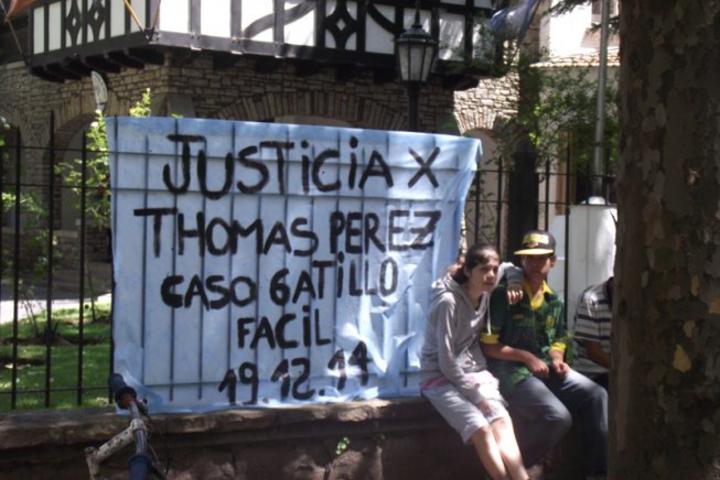 JUSTICIA X
THOMAS PEREZ
CASO GATILLO
FACIL
19.12.14